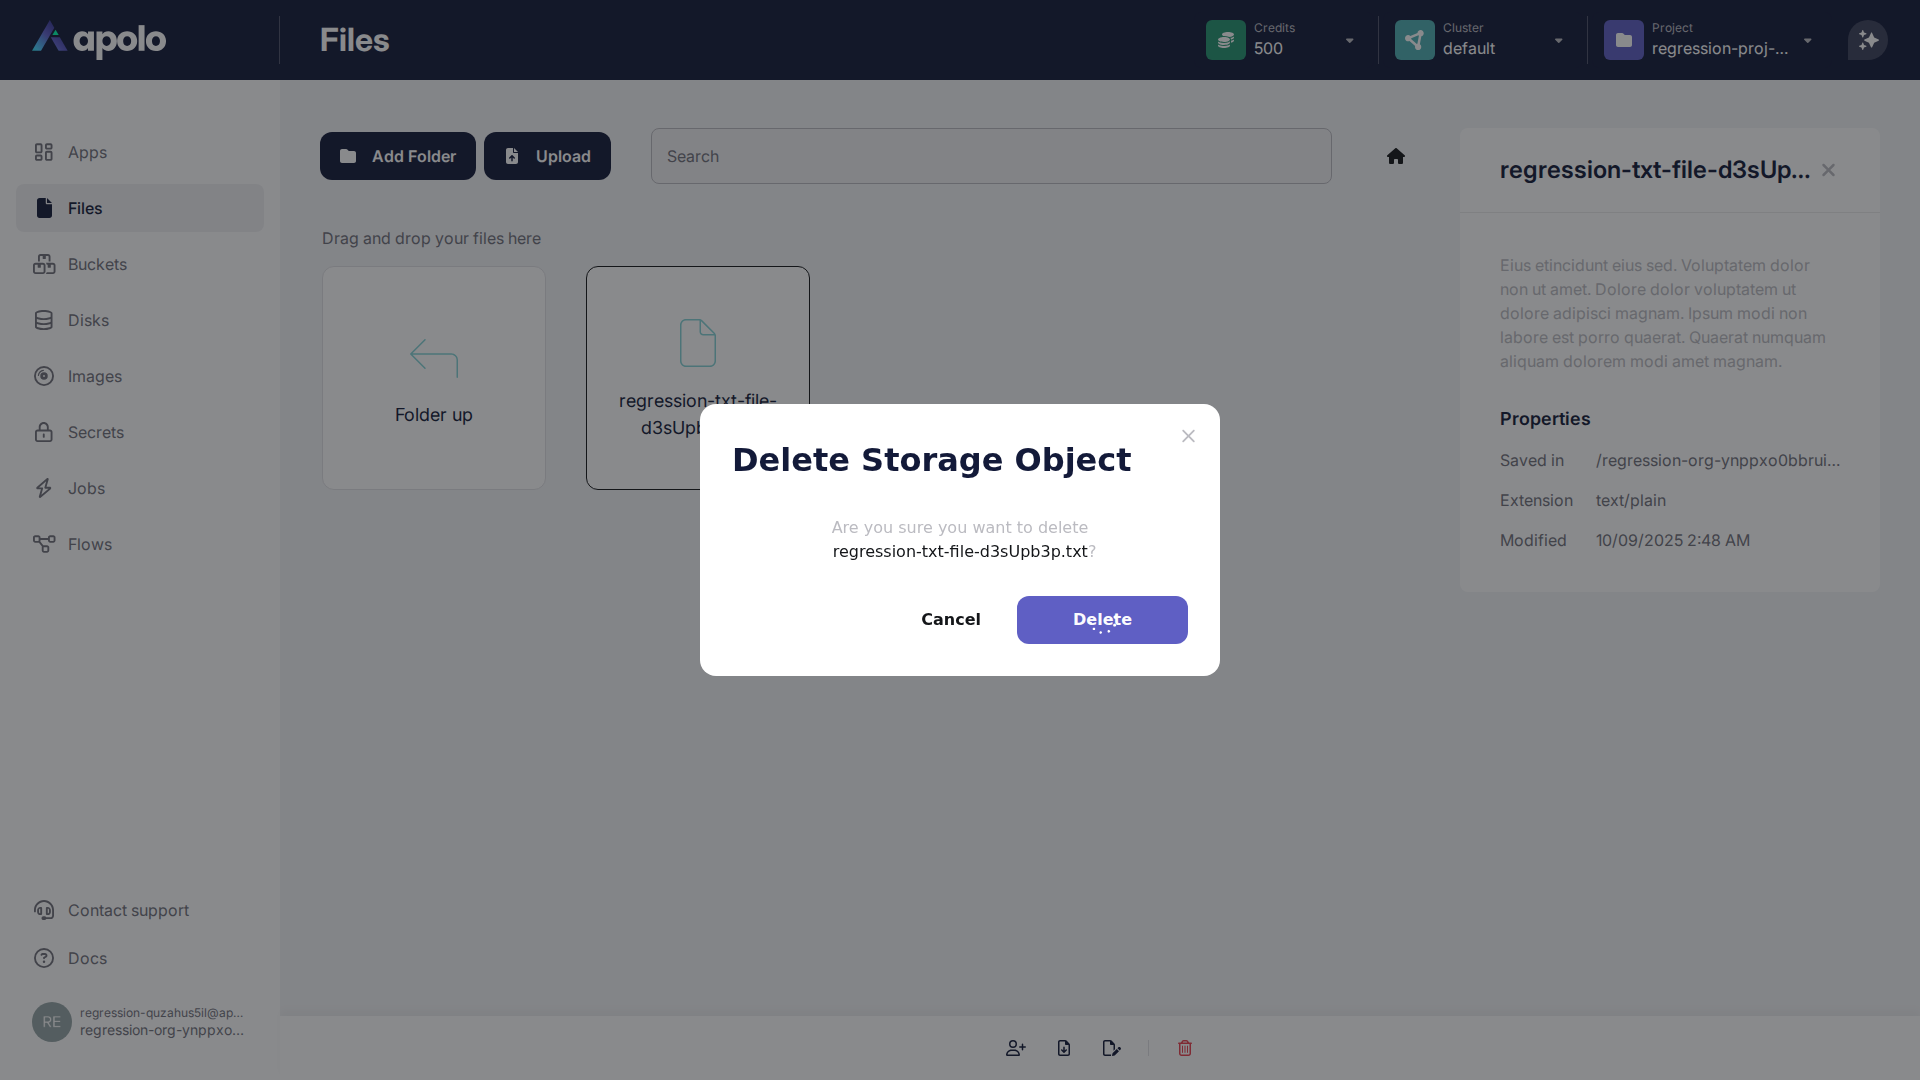 apolo
Files
Credits
500
Cluster
default
Project
regression-proj-...
Apps
Files
Buckets
Disks
Images
Secrets
Jobs
Flows
Contact support
Docs
RE
regression-quzahus5il@ap...
regression-org-ynppxo...
Add Folder
Upload
Search
Drag and drop your files here
Folder up
regression-txt-file-
Delete Storage Object
Are you sure you want to delete
regression-txt-file-d3sUpb3p.txt?
Cancel
Delete
regression-txt-file-d3sUp...
Eius etincidunt eius sed. Voluptatem dolor
non ut amet. Dolore dolor voluptatem ut
dolore adipisci magnam. Ipsum modi non
labore est porro quaerat. Quaerat numquam
aliquam dolorem modi amet magnam.
Properties
Saved in /regression-org-ynppxo0bbrui...
Extension text/plain
Modified 10/09/2025 2:48 AM